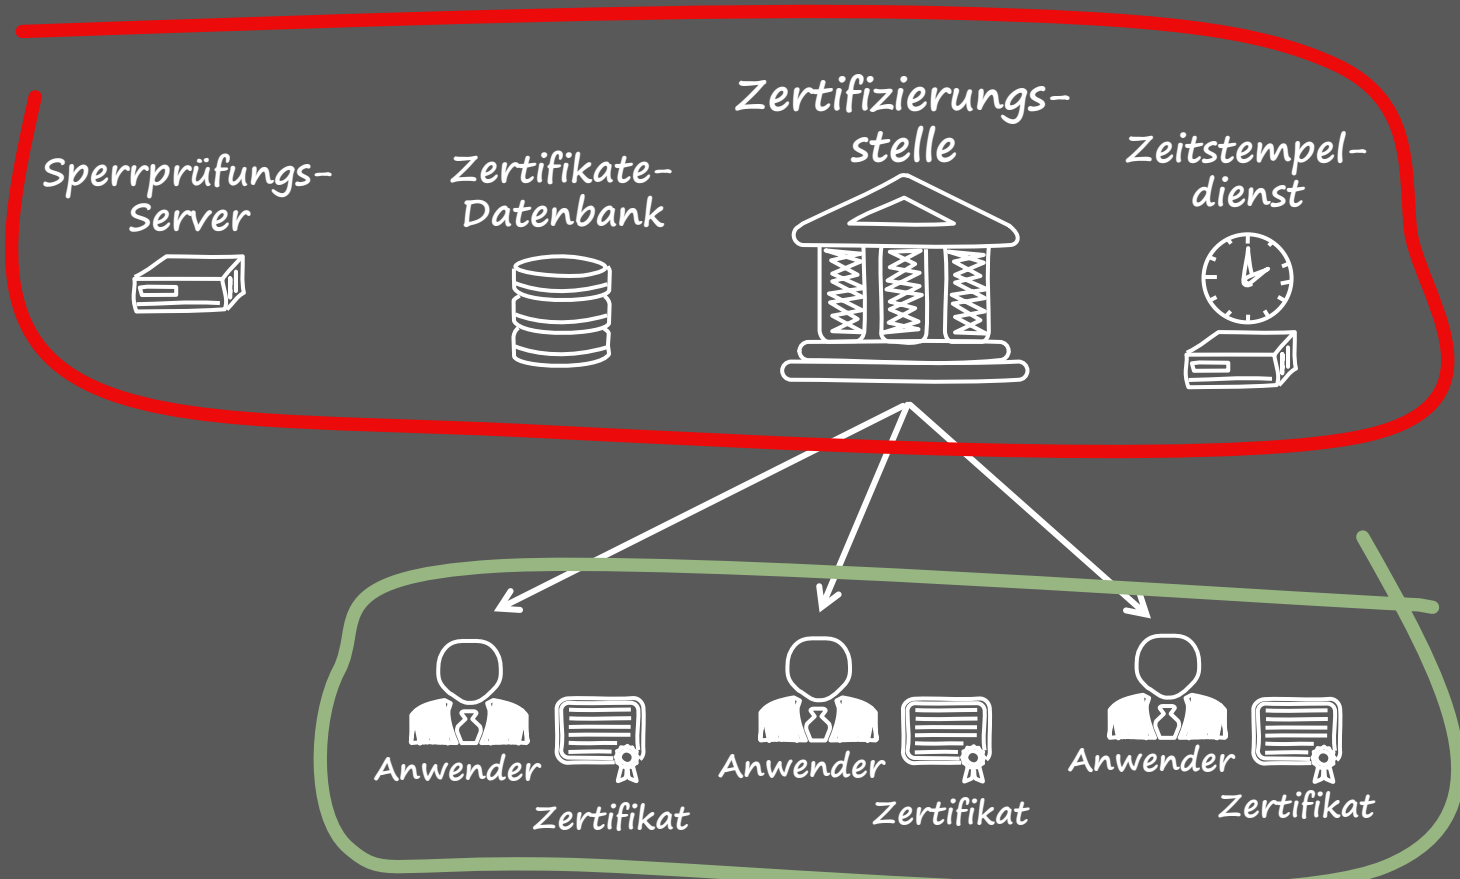 Sperrprüfungs-
Server
Zertifikate-
Datenbank
Zertifizierungs-
stelle
Zeitstempel-
dienst
Anwender
Zertifikat
Anwender
Zertifikat
Anwender
Zertifikat